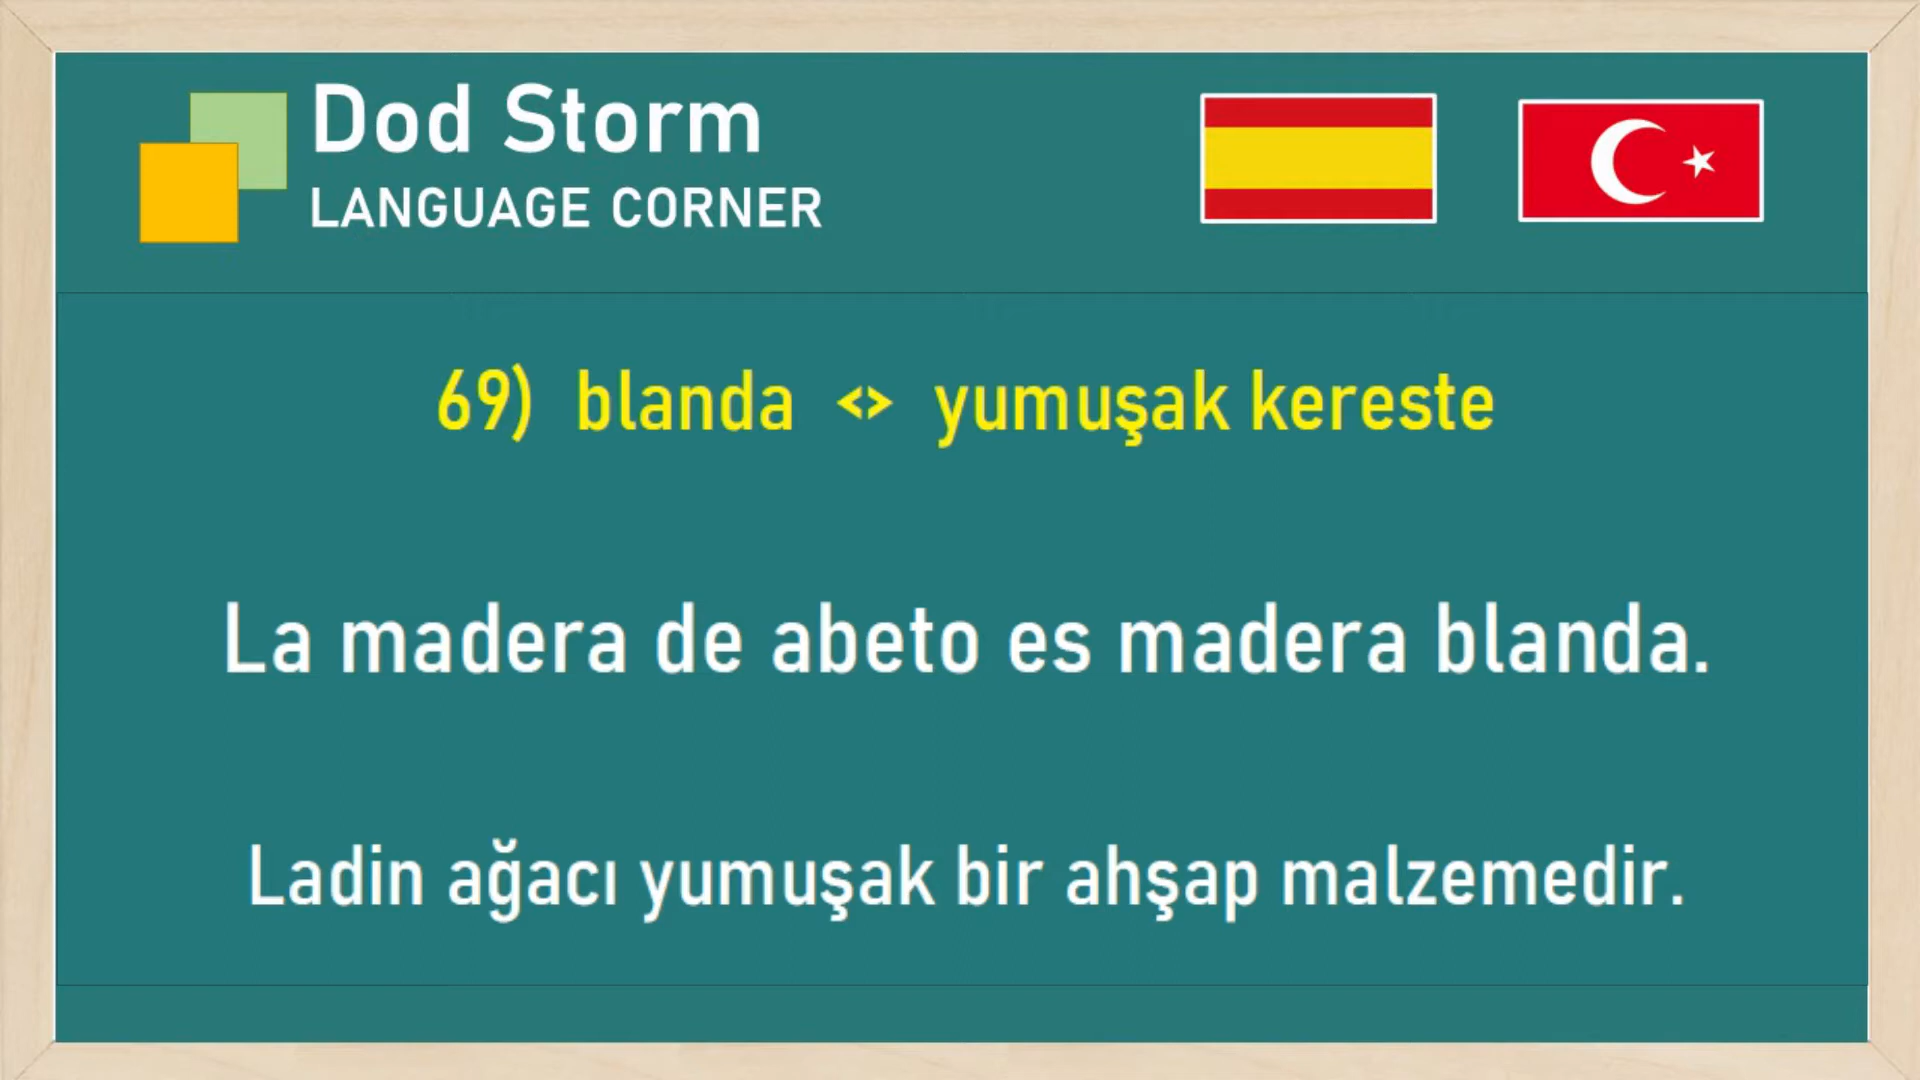 Dod Storm
LANGUAGE CORNER
69) blanda <> yumuşak kereste
La madera de abeto es madera blanda.
Ladin ağacı yumuşak bir ahşap malzemedir.